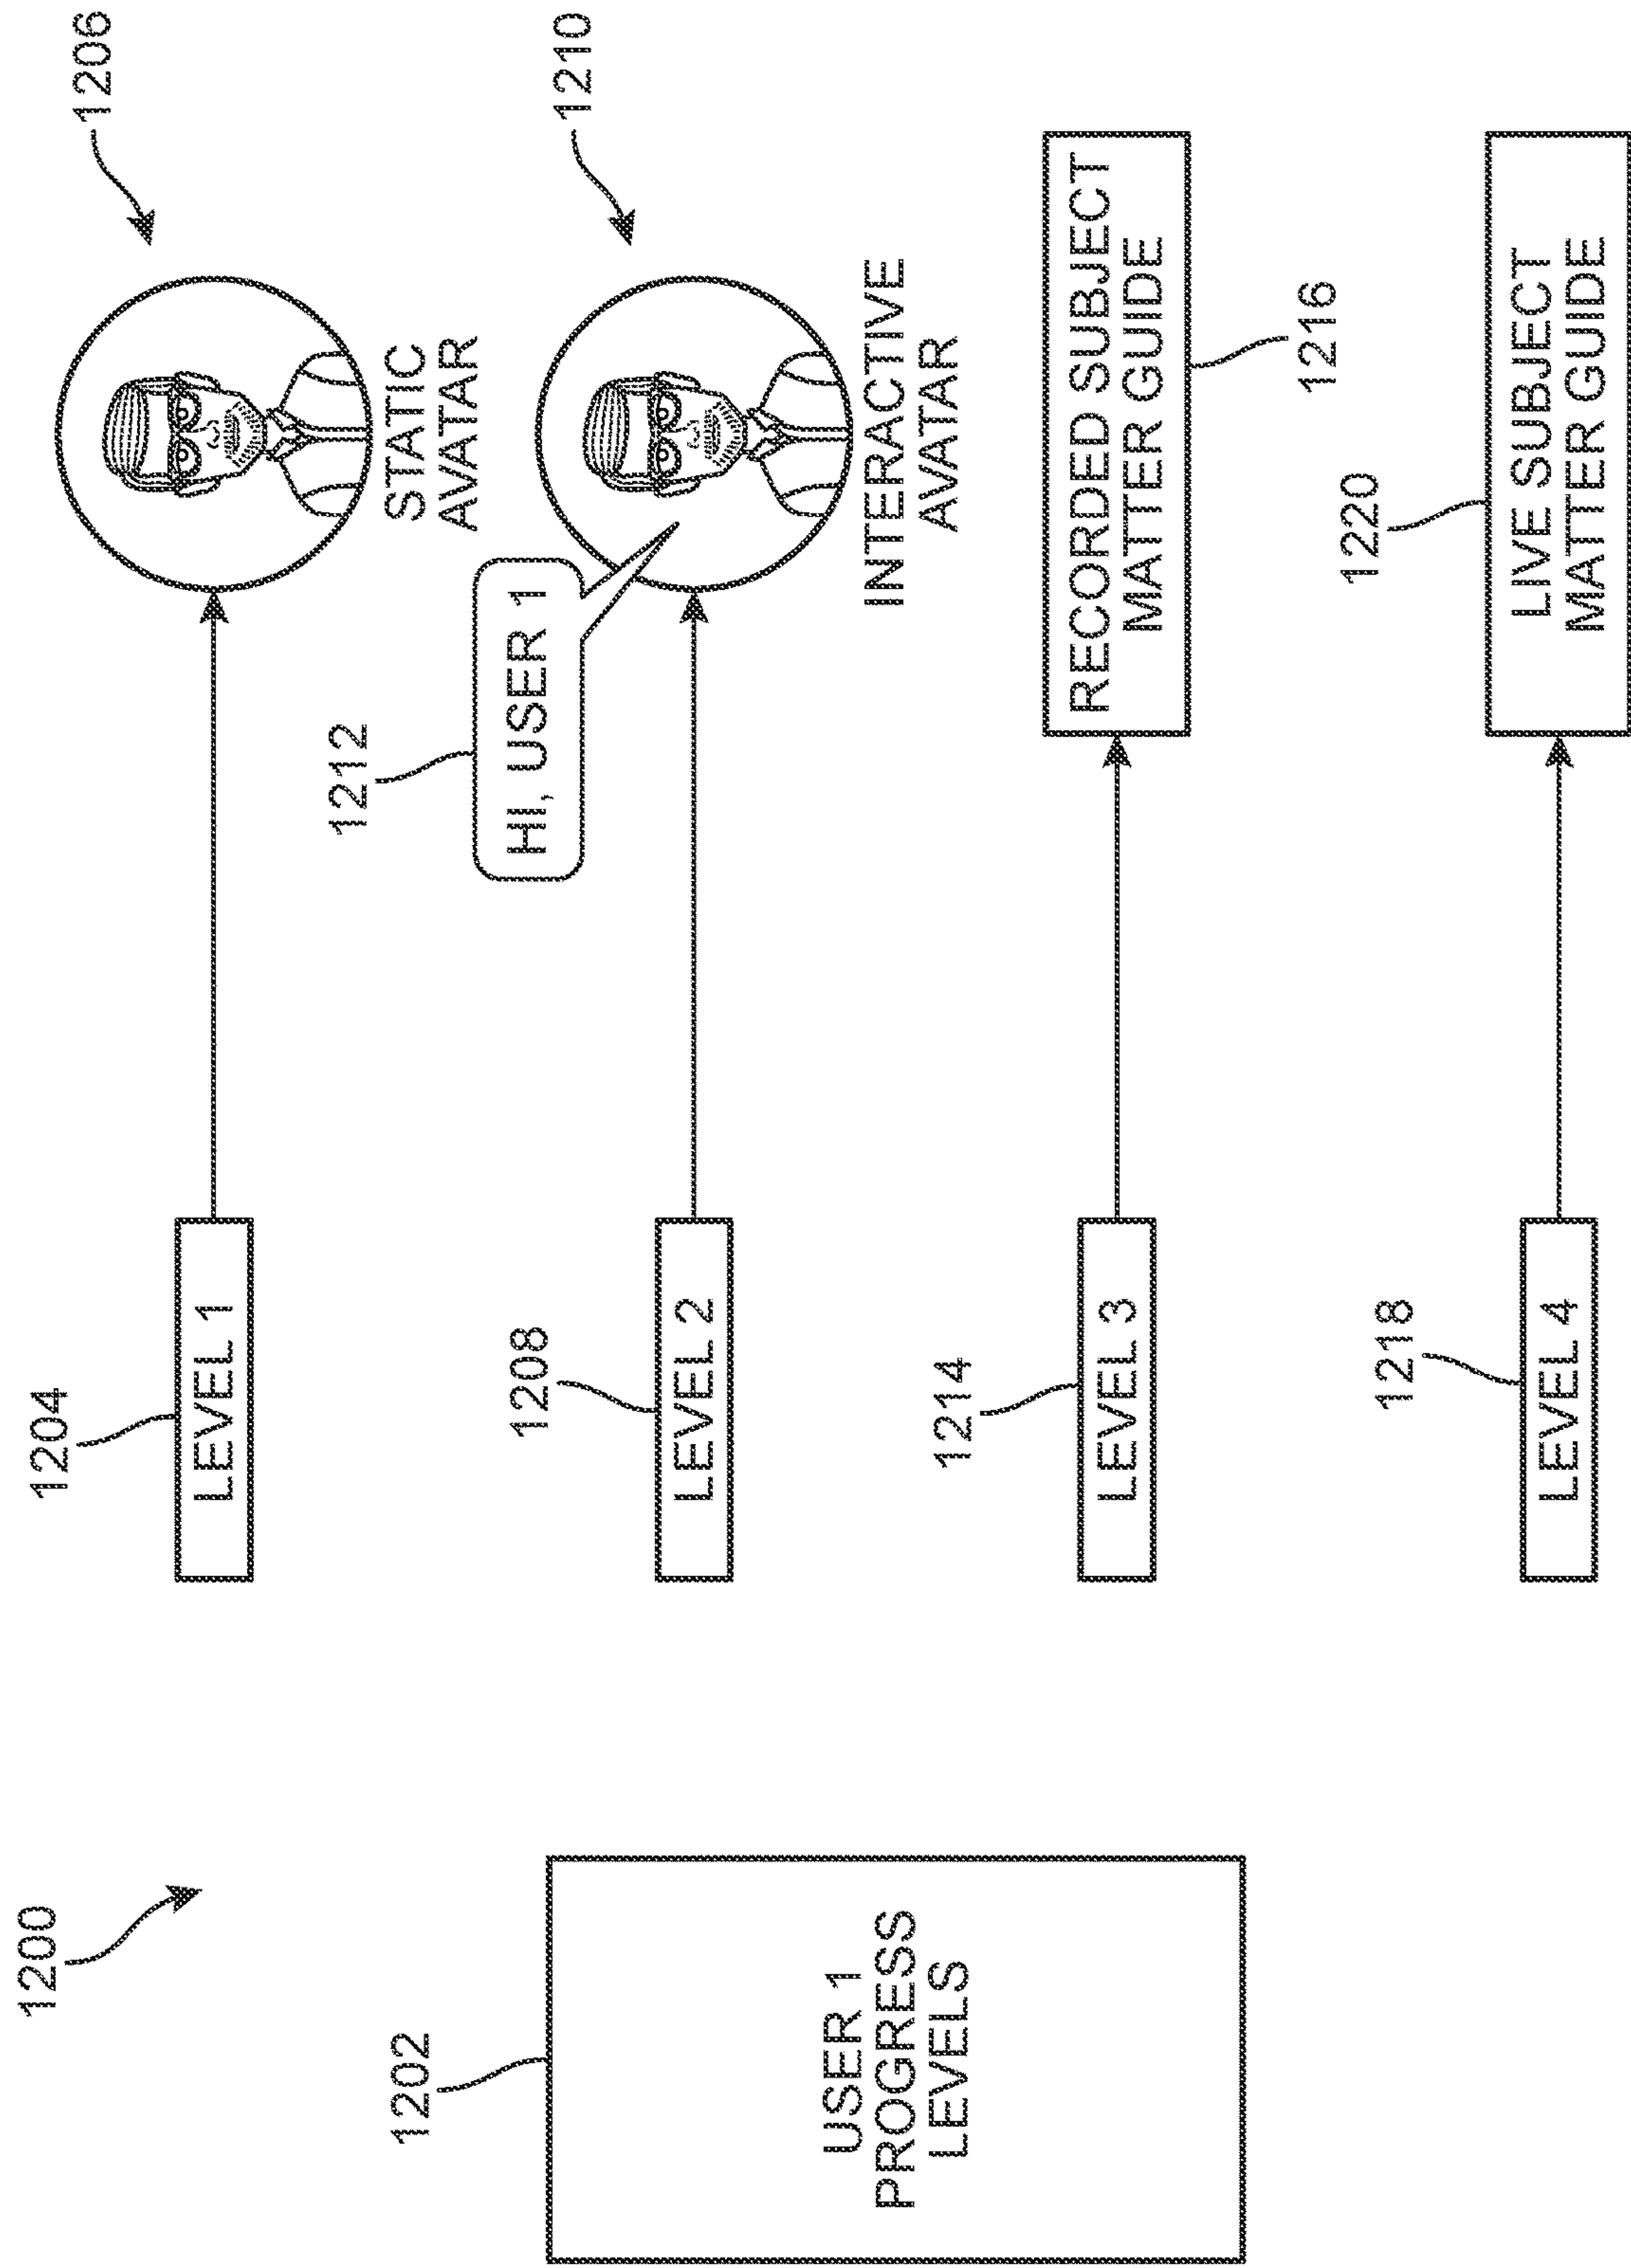 1200
1202
USER 1
PROGRESS
LEVELS
1204
LEVEL 1
1206
STATIC
AVATAR
1208
LEVEL 2
1212
HI, USER 1
1210
INTERACTIVE
AVATAR
1214
LEVEL 3
RECORDED SUBJECT
MATTER GUIDE
1216
1218
LEVEL 4
1220
LIVE SUBJECT
MATTER GUIDE